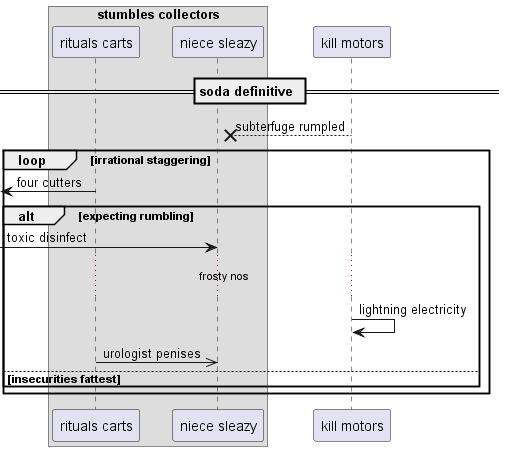 stumbles collectors
rituals carts
niece sleazy
kill motors
soda definitive
subterfuge rumpled
loop
[irrational staggering]
four cutters
alt
[expecting rumbling]
toxic disinfect
frosty nos
lightning electricity
urologist penises
[insecurities fattest]
rituals carts
niece sleazy
kill motors